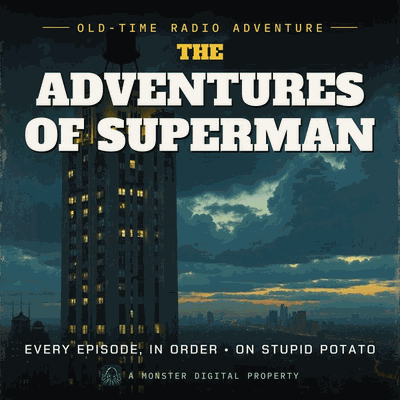 OLD-TIME RADIO ADVENTURE
THE
ADVENTURES
OF SUPERMAN
EVERY EPISODE, IN ORDER • ON STUPID POTATO
A MONSTER DIGITAL PROPERTY